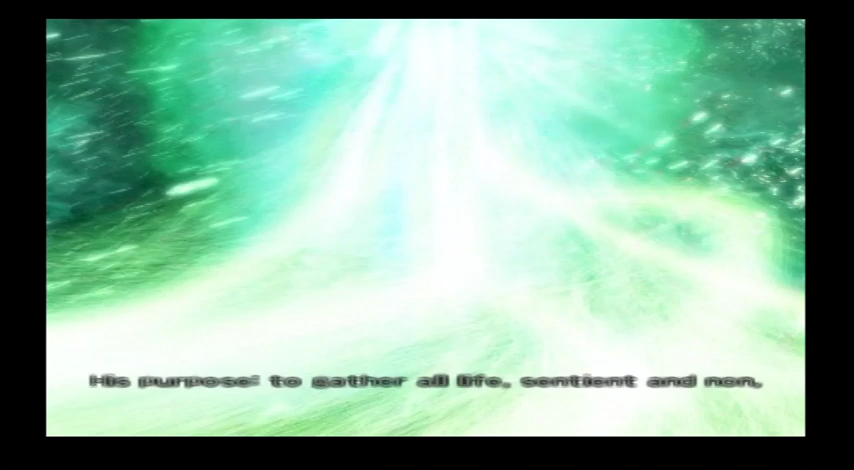 His purpose: to gather all life, sentient and non,